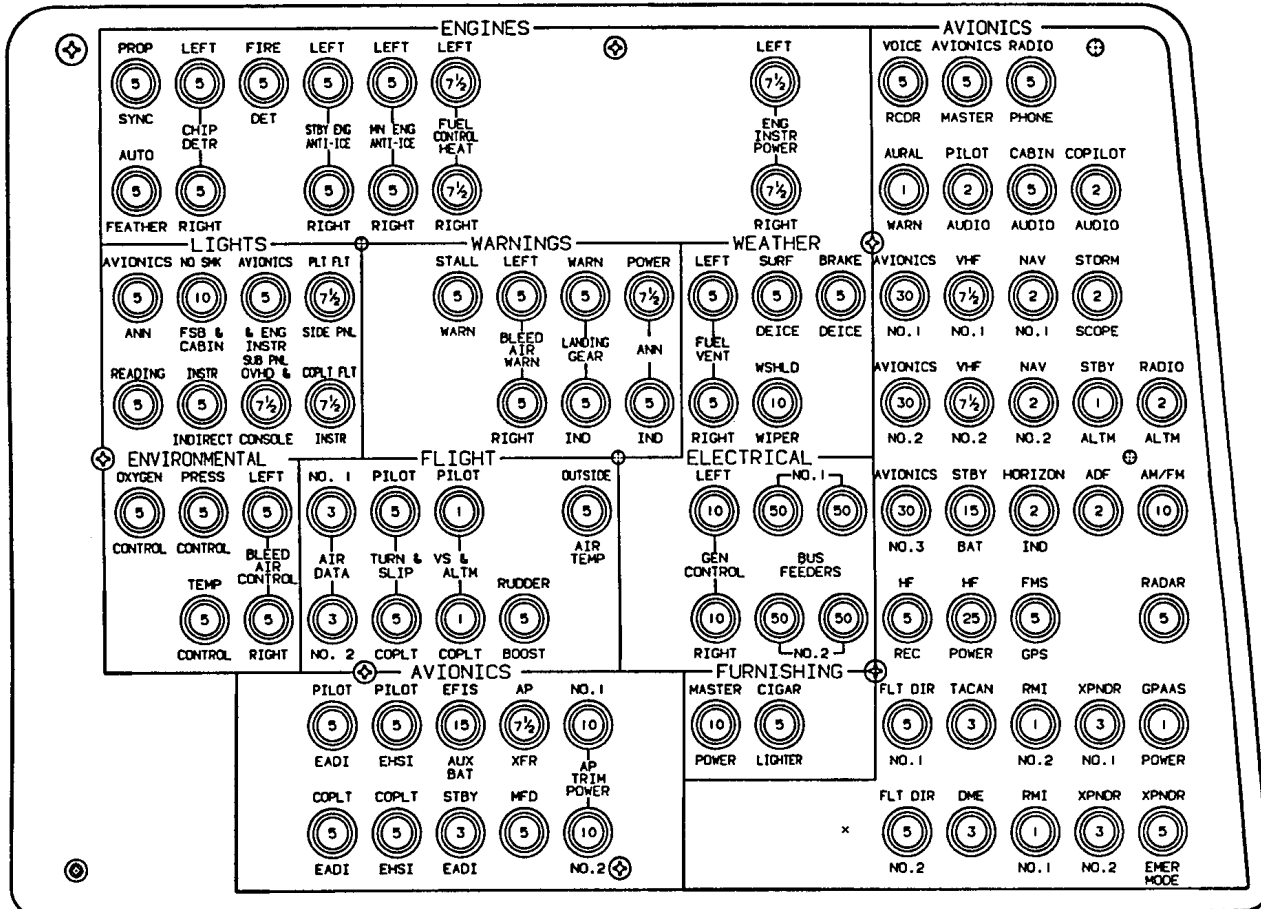 ENGINES AVIONICS
PROP LEFT FIRE LEFT LEFT LEFT LEFT VOICE AVIONICS RADIO
5 5 5 5 5 7½ 7½ 5 5 5
SYNC CHIP DETR DET STBY ENG ANTI-ICE MN ENG ANTI-ICE FUEL CONTROL HEAT ENG INSTR POWER RCDR MASTER PHONE
AUTO AURAL PILOT CABIN COPILOT
5 5 5 5 7½ 7½ 1 2 5 2
FEATHER RIGHT RIGHT RIGHT RIGHT RIGHT WARN AUDIO AUDIO AUDIO
LIGHTS WARNINGS WEATHER
AVIONICS NO SMK AVIONICS PLT FLT STALL LEFT WARN POWER LEFT SURF BRAKE AVIONICS VHF NAV STORM
5 10 5 7½ 5 5 5 7½ 5 5 5 30 7½ 2 2
ANN FSB & CABIN & ENG INSTR SIDE PNL WARN BLEED AIR WARN LANDING GEAR ANN FUEL VENT DEICE DEICE NO.1 NO.1 NO.1 SCOPE
READING INSTR SUB PNL OVHD & COPLT FLT WSHLD AVIONICS VHF NAV STBY RADIO
5 5 7½ 7½ 5 5 5 5 10 30 7½ 2 1 2
INDIRECT CONSOLE INSTR RIGHT IND IND RIGHT WIPER NO.2 NO.2 NO.2 ALTM ALTM
ENVIRONMENTAL FLIGHT ELECTRICAL
OXYGEN PRESS LEFT NO. 1 PILOT PILOT OUTSIDE LEFT NO.1 AVIONICS STBY HORIZON ADF AM/FM
5 5 5 3 5 1 5 10 50 50 30 15 2 2 10
CONTROL CONTROL BLEED AIR CONTROL AIR DATA TURN & SLIP VS & ALTM AIR TEMP GEN CONTROL BUS FEEDERS NO.3 BAT IND
TEMP RUDDER HF HF FMS RADAR
5 5 3 5 1 5 10 50 50 5 25 5 5
CONTROL RIGHT NO. 2 COPLT COPLT BOOST RIGHT NO.2 REC POWER GPS
AVIONICS FURNISHING
PILOT PILOT EFIS AP NO.1 MASTER CIGAR FLT DIR TACAN RMI XPNDR GPAAS
5 5 15 7½ 10 10 5 5 3 1 3 1
EADI EHSI AUX BAT XFR AP TRIM POWER POWER LIGHTER NO.1 NO.2 NO.1 POWER
COPLT COPLT STBY MFD FLT DIR DME RMI XPNDR XPNDR
5 5 3 5 10 × 5 3 1 3 5
EADI EHSI EADI NO.2 NO.2 NO.1 NO.2 EMER MODE